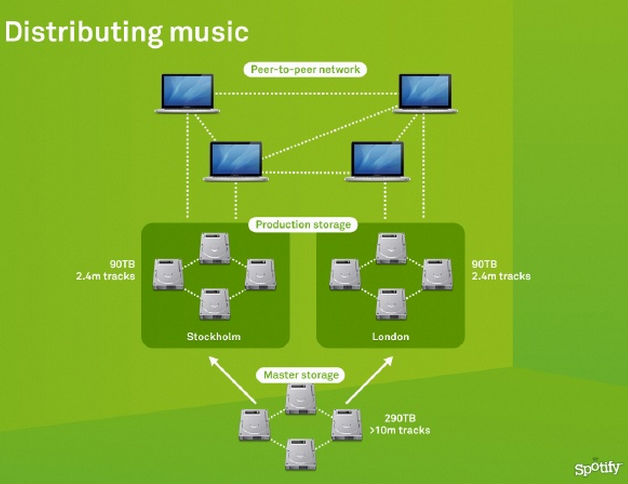 Distributing music
Peer-to-peer network
Production storage
90TB
2.4m tracks
90TB
2.4m tracks
Stockholm
London
Master storage
290TB
>10m tracks
Spotify